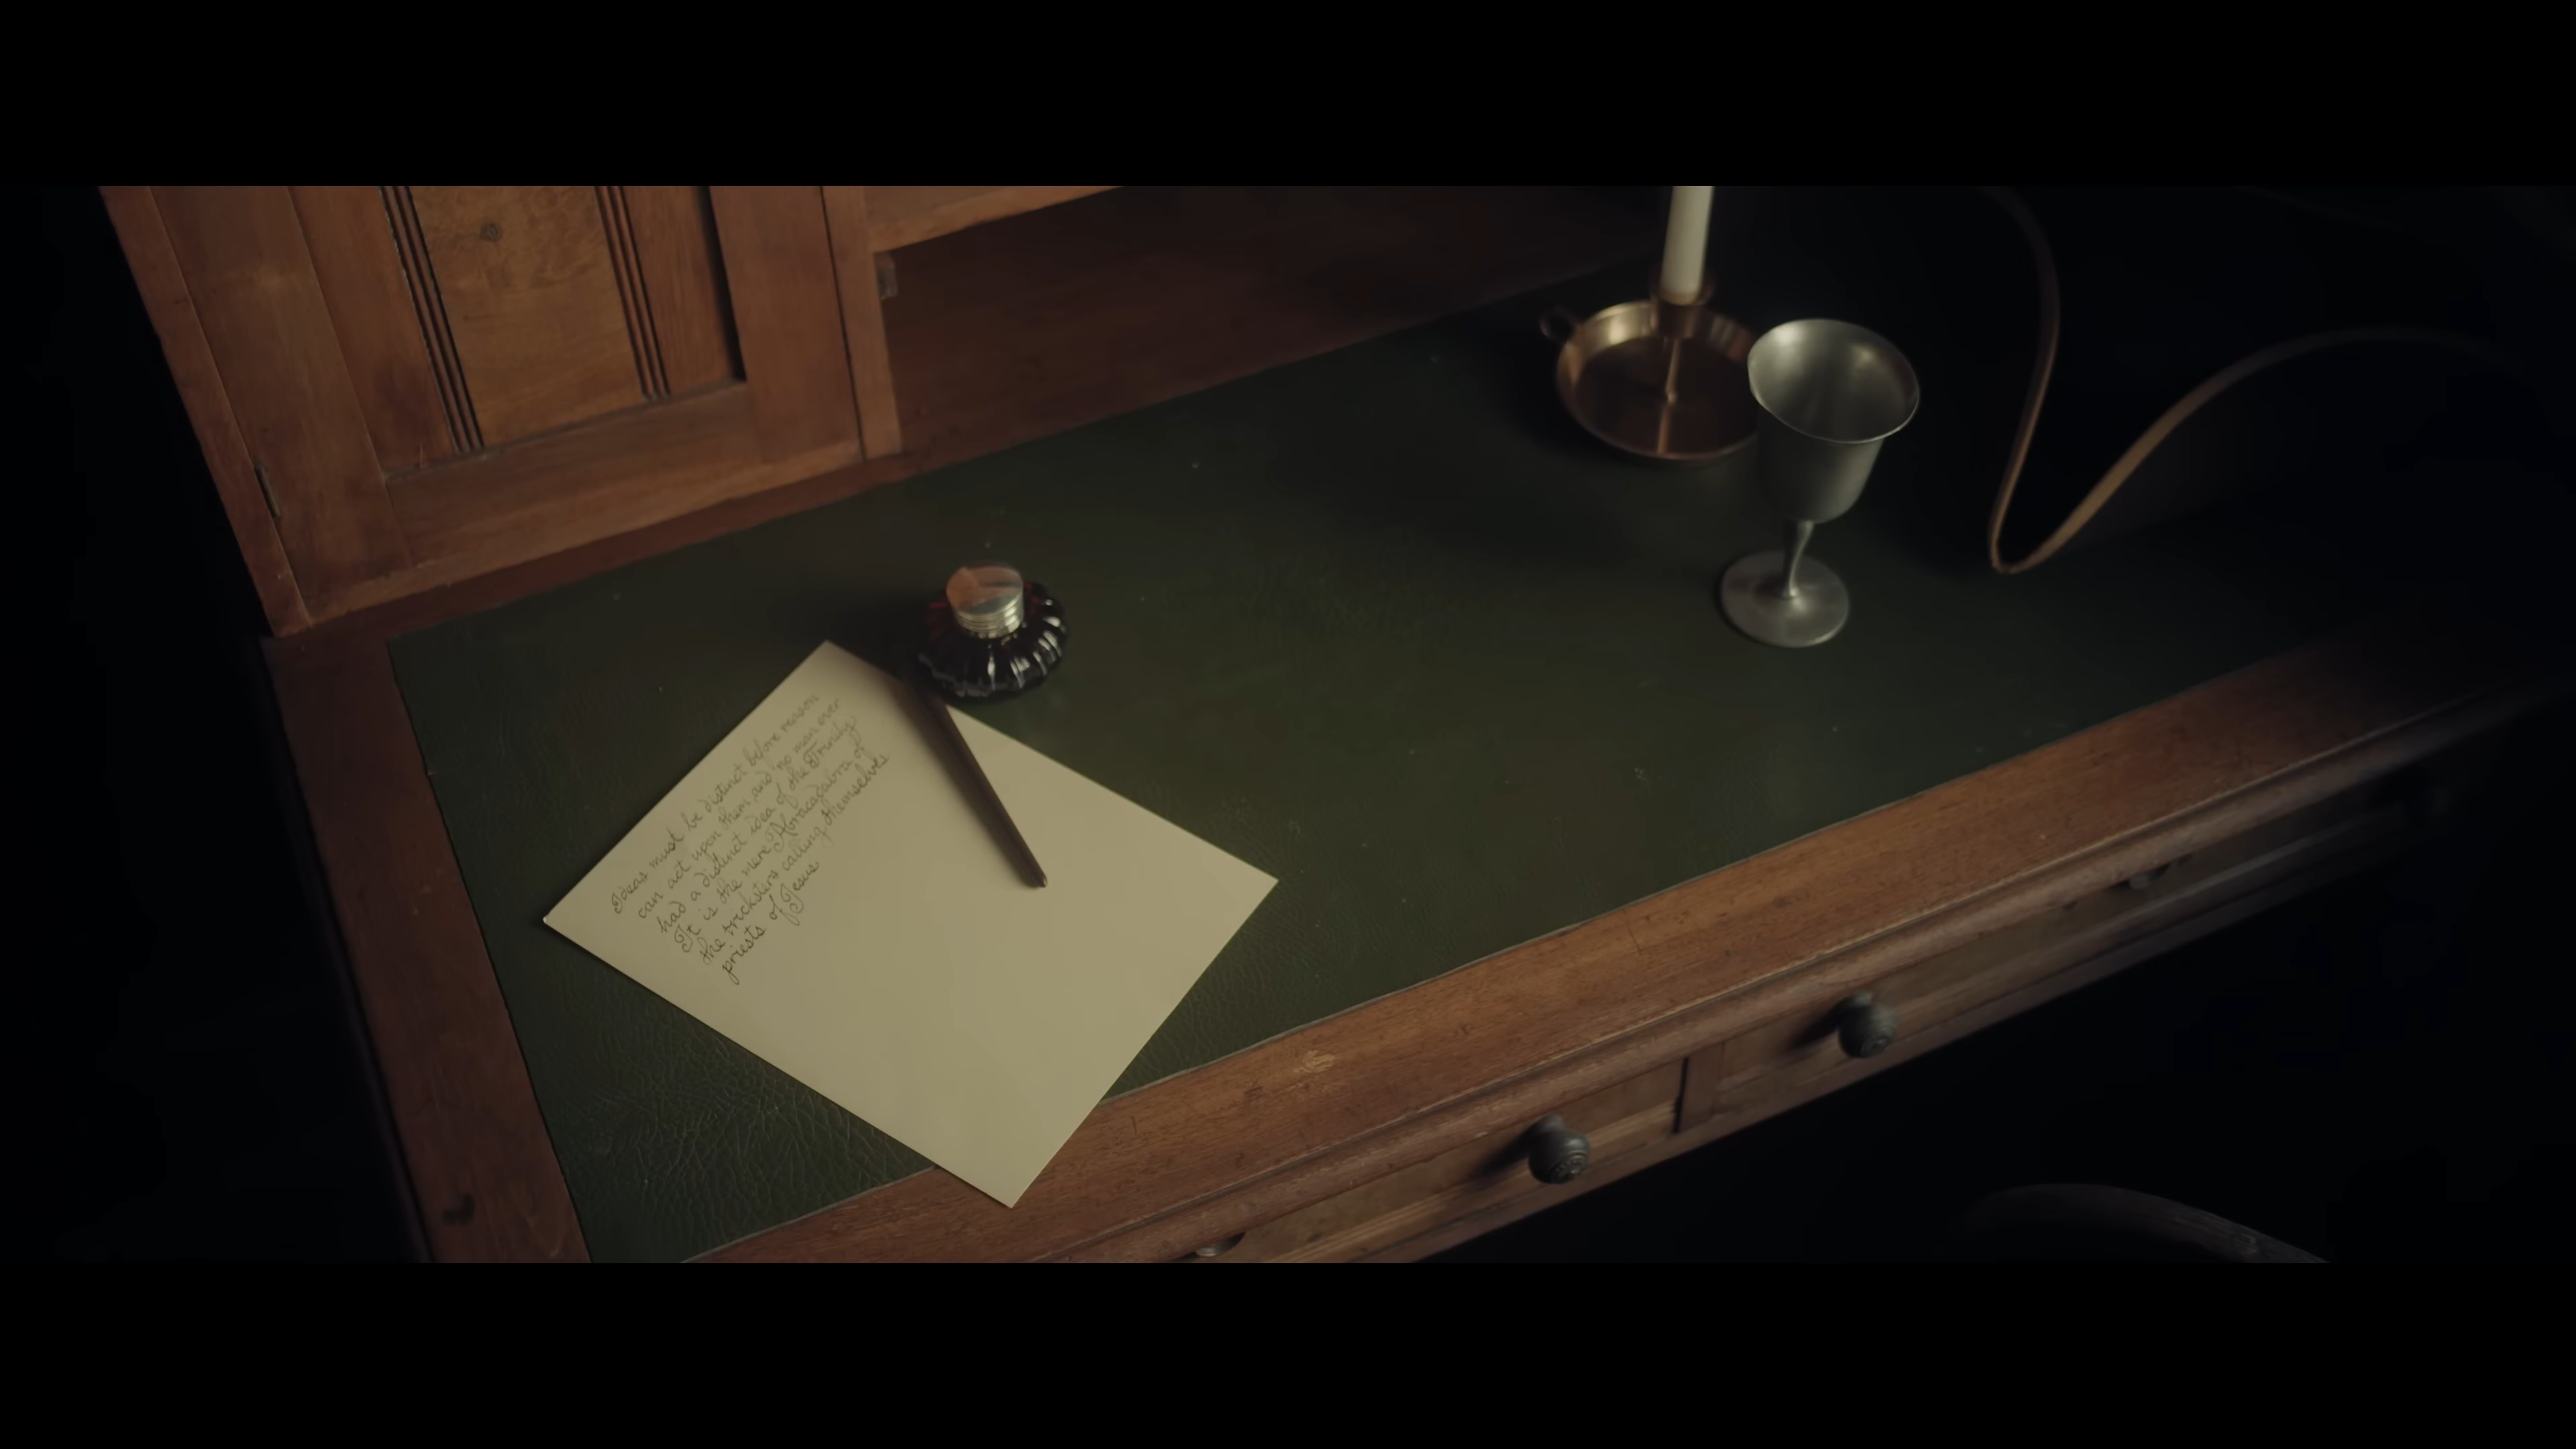 Ideas must be distinct before reason
can act upon them, and no man ever
had a distinct idea of the Trinity
It is the mere Abracadabra of
the tricksters calling themselves
priests of Jesus